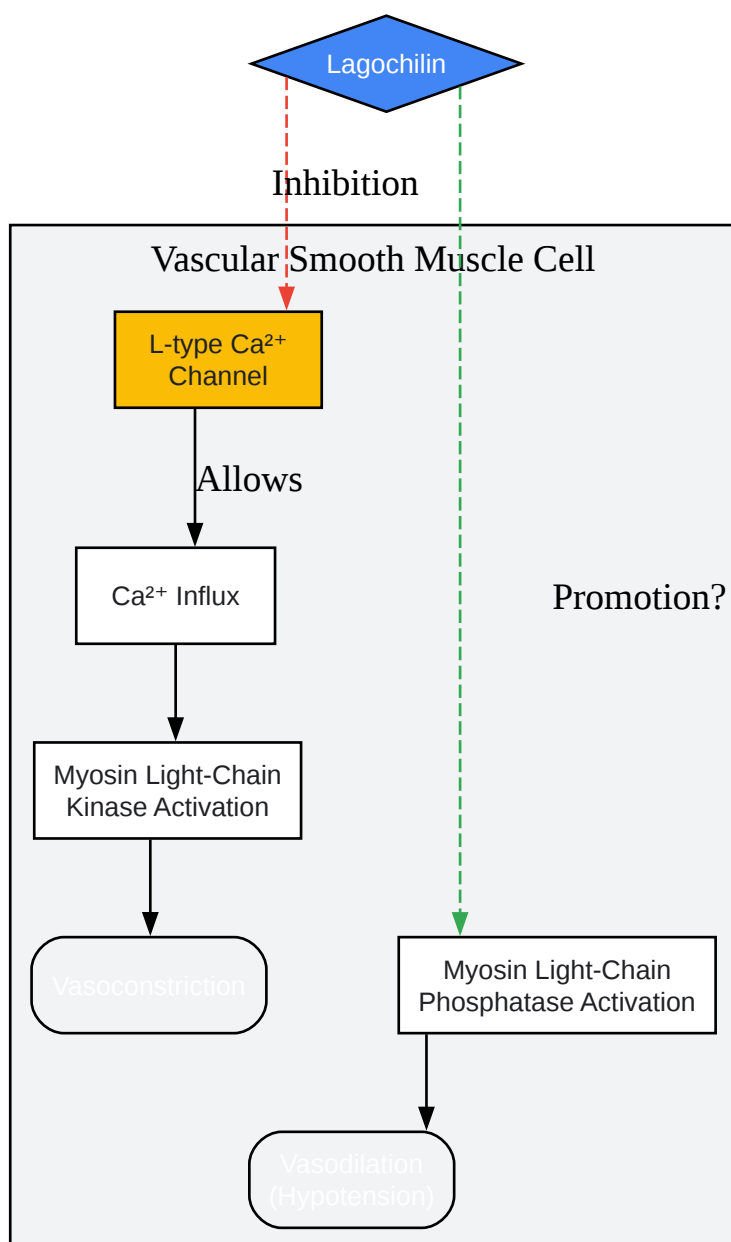 Lagochilin
Inhibition
Vascular Smooth Muscle Cell
L-type Ca²⁺
Channel
Allows
Ca²⁺ Influx
Promotion?
Myosin Light-Chain
Kinase Activation
Vasoconstriction
Myosin Light-Chain
Phosphatase Activation
Vasodilation
(Hypotension)